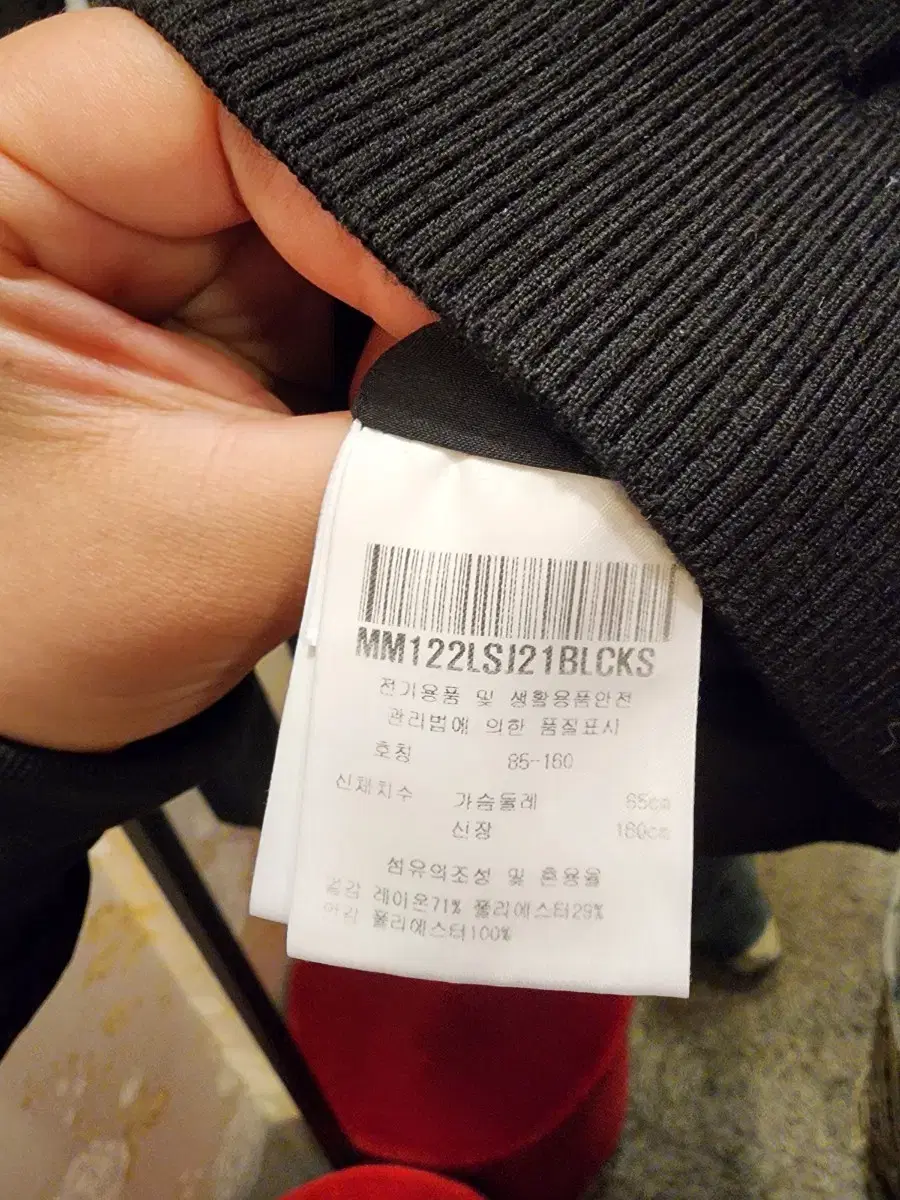 MM122LSJ21BLCKS
전기용품 및 생활용품안전
관리법에 의한 품질표시
호칭 85-160
신체치수 가슴둘레 85cm
신장 160cm
섬유의조성 및 혼용율
겉감 레이온71% 폴리에스터29%
안감 폴리에스터100%